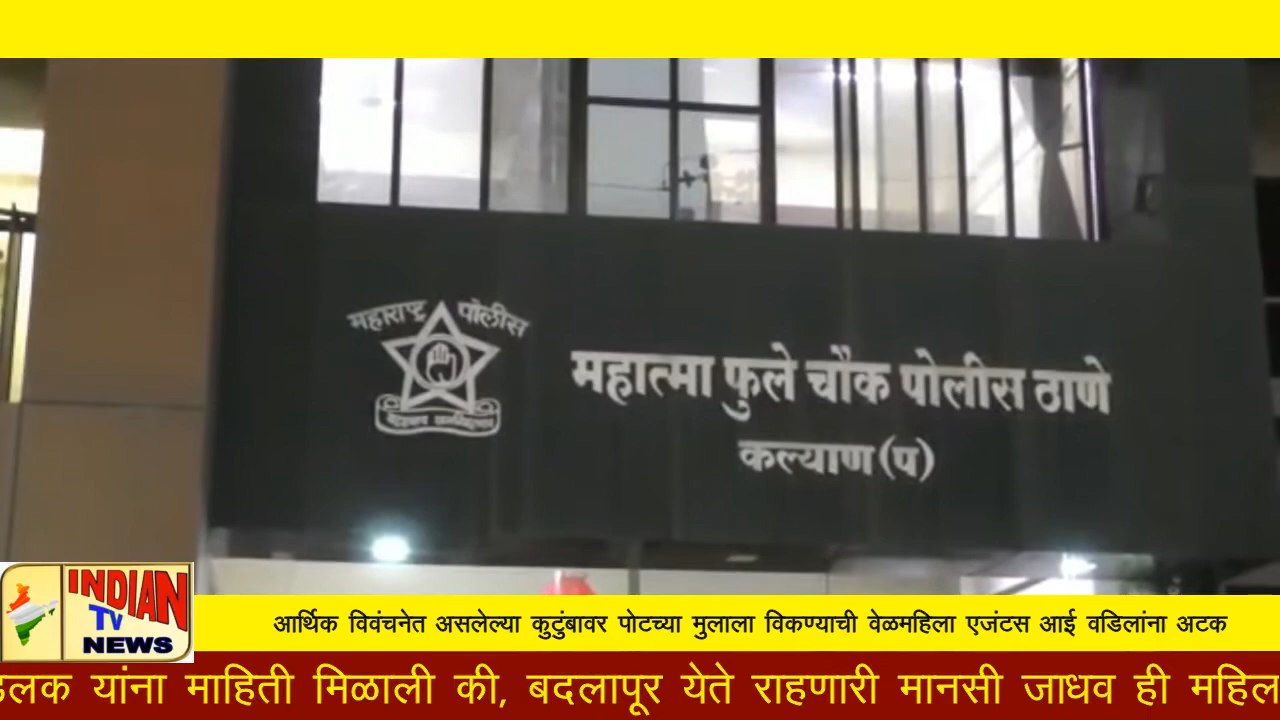 महाराष्ट्र पोलीस
महात्मा फुले चौक पोलीस ठाणे
कल्याण (प)
INDIAN
TV
NEWS
आर्थिक विवंचनेत असलेल्या कुटुंबावर पोटच्या मुलाला विकण्याची वेळमहिला एजंटस आई वडिलांना अटक
यांना माहिती मिळाली की, बदलापूर येते राहणारी मानसी जाधव ही